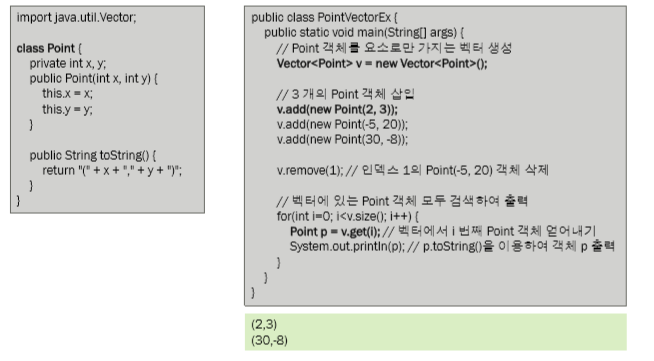 import java.util.Vector;
class Point {
private int x, y;
public Point(int x, int y) {
this.x = x;
this.y = y;
}
public String toString() {
return "(" + x + "," + y + ")";
}
}
public class PointVectorEx {
public static void main(String[] args) {
// Point 객체를 요소로만 가지는 벡터 생성
Vector<Point> v = new Vector<Point>();
// 3 개의 Point 객체 삽입
v.add(new Point(2, 3));
v.add(new Point(-5, 20));
v.add(new Point(30, -8));
v.remove(1); // 인덱스 1의 Point(-5, 20) 객체 삭제
// 벡터에 있는 Point 객체 모두 검색하여 출력
for(int i=0; i<v.size(); i++) {
Point p = v.get(i); // 벡터에서 i 번째 Point 객체 얻어내기
System.out.println(p); // p.toString()을 이용하여 객체 p 출력
}
}
}
(2,3)
(30,-8)